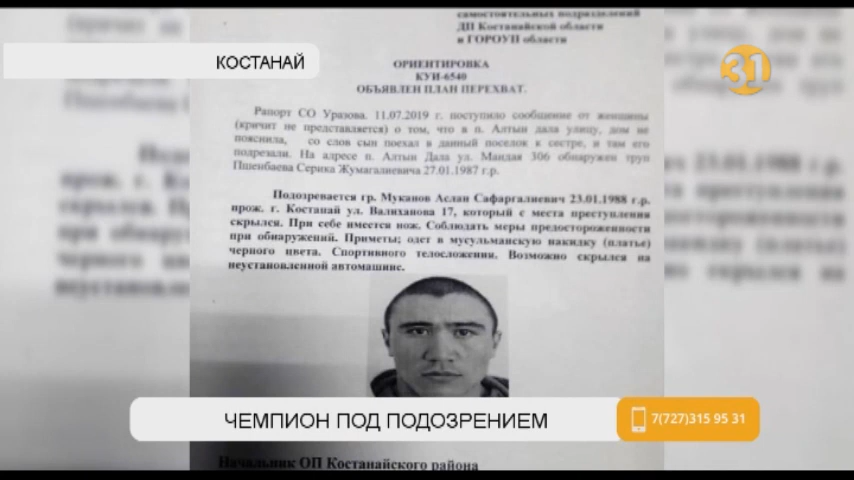 самостоятельных подразделений
ДП Костанайской области
и ГОРОУП области
КОСТАНАЙ
31
ОРИЕНТИРОВКА
КУИ-6540
ОБЪЯВЛЕН ПЛАН ПЕРЕХВАТ.
Рапорт СО Уразова. 11.07.2019 г. поступило сообщение от женщины
(кричит не представляется) о том, что в п. Алтын дала улицу, дом не
пояснила, со слов сын поехал в данный поселок к сестре, и там его
подрезали. На адресе п. Алтын Дала ул. Мандая 306 обнаружен труп
Пшенбаева Серика Жумагалиевича 27.01.1987 г.р.
Подозревается гр. Муканов Аслан Сафаргалиевич 23.01.1988 г.р.
прож. г. Костанай ул. Валиханова 17, который с места преступления
скрылся. При себе имеется нож. Соблюдать меры предостороженности
при обнаружений. Приметы; одет в мусульманскую накидку (платье)
черного цвета. Спортивного телосложения. Возможно скрылся на
неустановленной автомашине.
ЧЕМПИОН ПОД ПОДОЗРЕНИЕМ
7(727)315 95 31
Начальник ОП Костанайского района